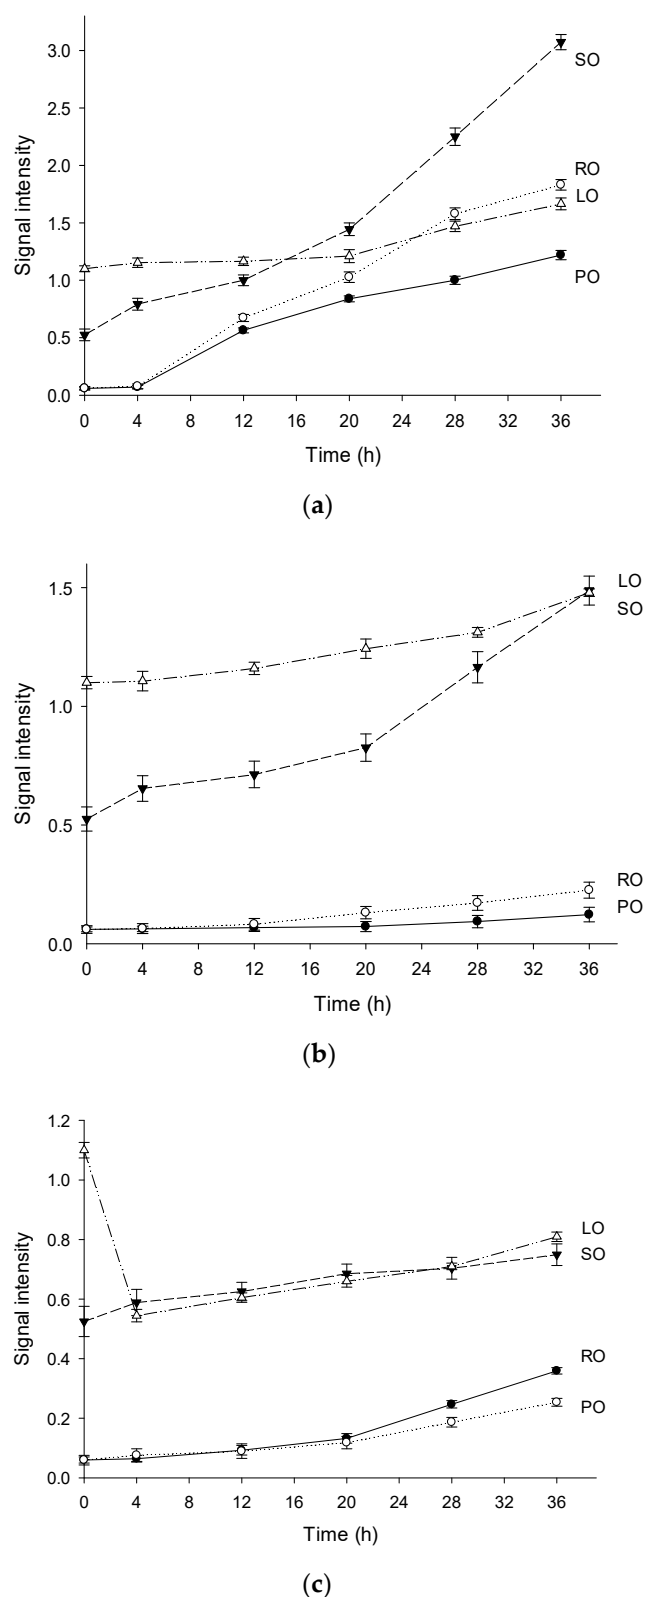 3.0
SO
2.5
2.0
RO
LO
1.5
1.0
PO
0.5
0.0
Signal intensity
0 4 8 12 16 20 24 28 32 36
Time (h)
(a)
LO
1.5
SO
1.0
0.5
RO
PO
0.0
Signal intensity
0 4 8 12 16 20 24 28 32 36
Time (h)
(b)
1.2
1.0
LO
0.8
SO
0.6
RO
0.4
PO
0.2
0.0
Signal intensity
0 4 8 12 16 20 24 28 32 36
Time (h)
(c)